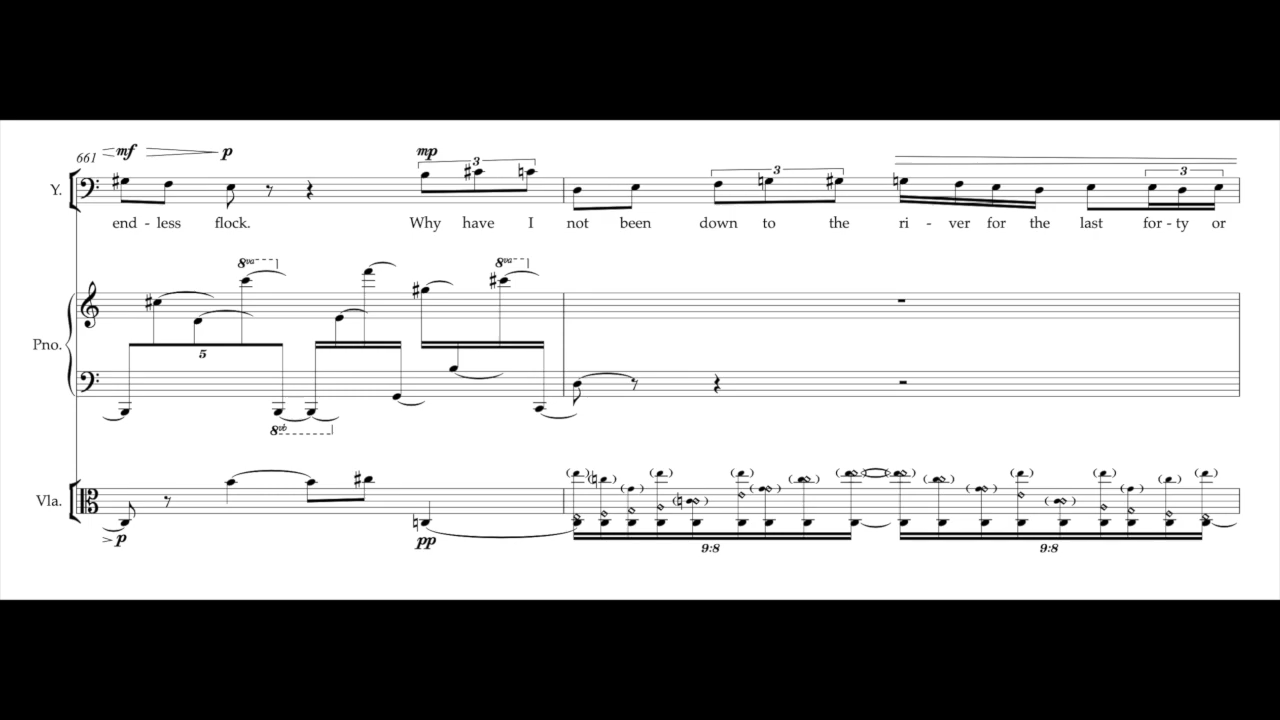 661 mf p mp 3 3 3
Y.
end - less flock. Why have I not been down to the ri - ver for the last for - ty or
8va 8va
Pno.
5
8vb
Vla.
p pp 9:8 9:8